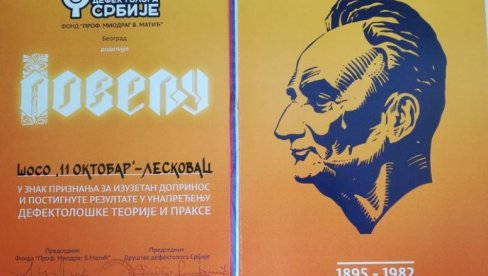 ДЕФЕКТОЛОГА
СРБИЈЕ
ФОНД "ПРОФ. МИОДРАГ В. МАТИЋ"
Београд
додељује
Повељу
ШОСО „11 ОКТОБАР"-ЛЕСКОВАЦ
У ЗНАК ПРИЗНАЊА ЗА ИЗУЗЕТАН ДОПРИНОС
И ПОСТИГНУТЕ РЕЗУЛТАТЕ У УНАПРЕЂЕЊУ
ДЕФЕКТОЛОШКЕ ТЕОРИЈЕ И ПРАКСЕ
Председник
Фонда "Проф. Миодраг В. Матић"
Председник
Друштва дефектолога Србије
1895 - 1982